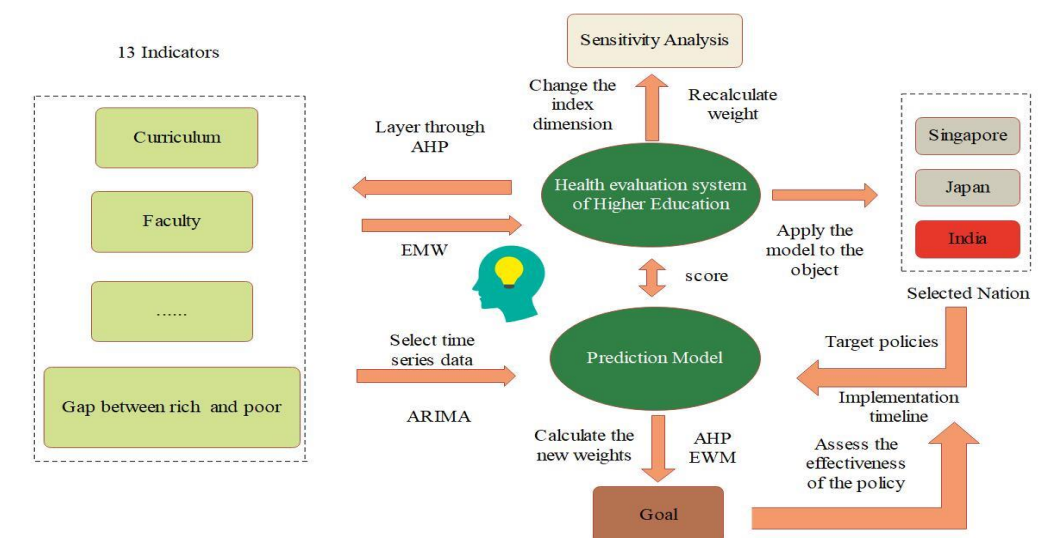 13 Indicators
Curriculum
Faculty
......
Gap between rich and poor
Layer through
AHP
EMW
Select time
series data
ARIMA
Sensitivity Analysis
Change the
index
dimension
Recalculate
weight
Health evaluation system
of Higher Education
score
Prediction Model
Calculate the
new weights
AHP
EWM
Goal
Apply the
model to the
object
Singapore
Japan
India
Selected Nation
Target policies
Implementation
timeline
Assess the
effectiveness
of the policy